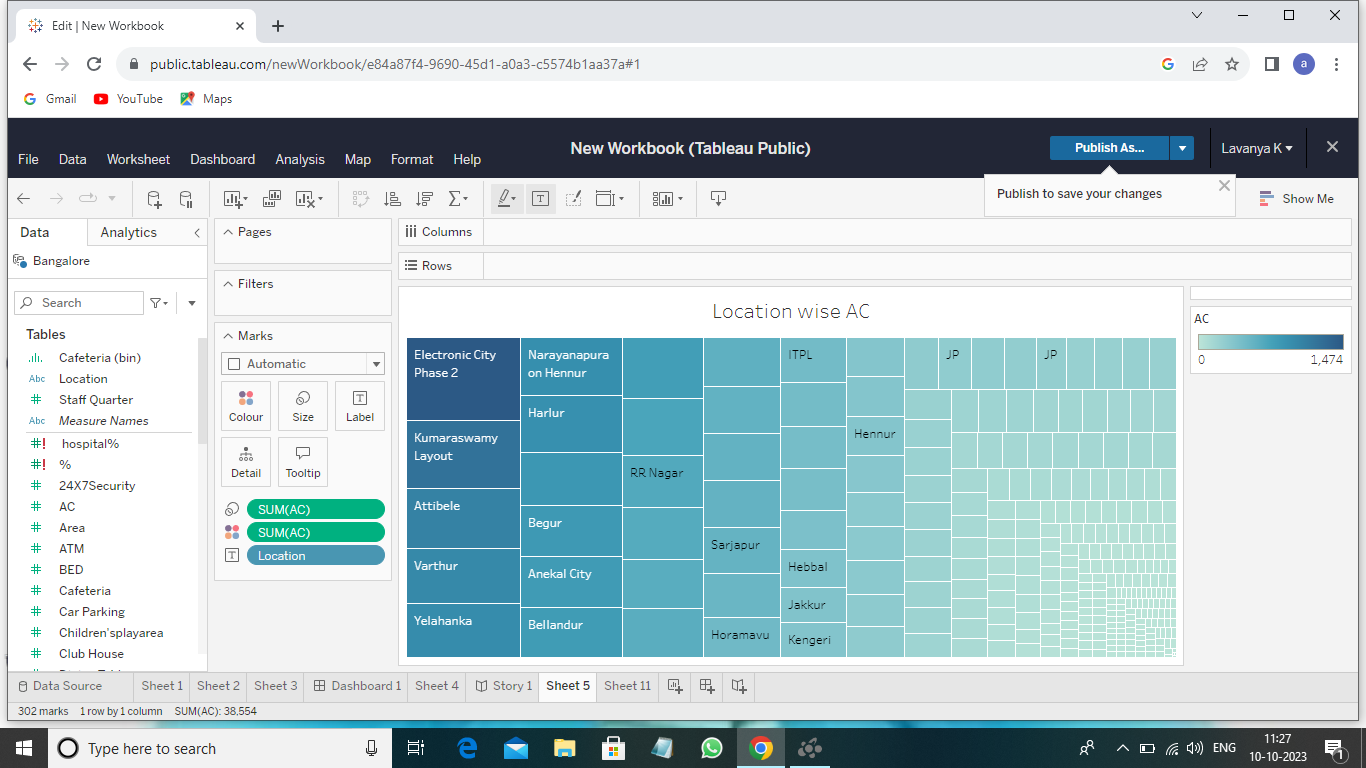 Edit | New Workbook
public.tableau.com/newWorkbook/e84a87f4-9690-45d1-a0a3-c5574b1aa37a#1
a
Gmail
YouTube
Maps
File Data Worksheet Dashboard Analysis Map Format Help
New Workbook (Tableau Public)
Publish As...
Lavanya K
Publish to save your changes
Show Me
Data
Analytics
Bangalore
Search
Tables
Cafeteria (bin)
Abc Location
Staff Quarter
Abc Measure Names
hospital%
%
24X7Security
AC
Area
ATM
BED
Cafeteria
Car Parking
Children'splayarea
Club House
Pages
Filters
Marks
Automatic
Colour
Size
Label
Detail
Tooltip
SUM(AC)
SUM(AC)
Location
Columns
Rows
Location wise AC
Electronic City
Phase 2
Kumaraswamy
Layout
Attibele
Varthur
Yelahanka
Narayanapura
on Hennur
Harlur
Begur
Anekal City
Bellandur
RR Nagar
Sarjapur
Horamavu
ITPL
Hebbal
Jakkur
Kengeri
Hennur
JP
JP
AC
0
1,474
Data Source
Sheet 1
Sheet 2
Sheet 3
Dashboard 1
Sheet 4
Story 1
Sheet 5
Sheet 11
302 marks 1 row by 1 column SUM(AC): 38,554
Type here to search
ENG
11:27
10-10-2023
1